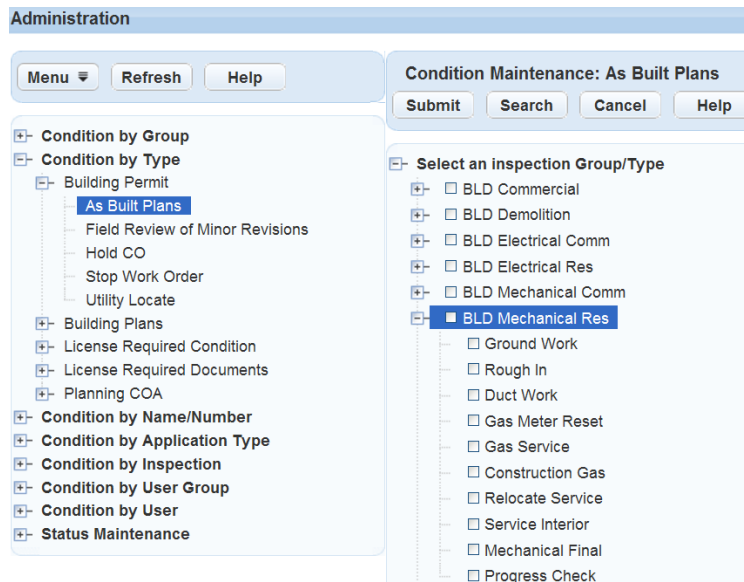 Administration
Menu
Refresh
Help
Condition by Group
Condition by Type
Building Permit
As Built Plans
Field Review of Minor Revisions
Hold CO
Stop Work Order
Utility Locate
Building Plans
License Required Condition
License Required Documents
Planning COA
Condition by Name/Number
Condition by Application Type
Condition by Inspection
Condition by User Group
Condition by User
Status Maintenance
Condition Maintenance: As Built Plans
Submit
Search
Cancel
Help
Select an inspection Group/Type
BLD Commercial
BLD Demolition
BLD Electrical Comm
BLD Electrical Res
BLD Mechanical Comm
BLD Mechanical Res
Ground Work
Rough In
Duct Work
Gas Meter Reset
Gas Service
Construction Gas
Relocate Service
Service Interior
Mechanical Final
Progress Check